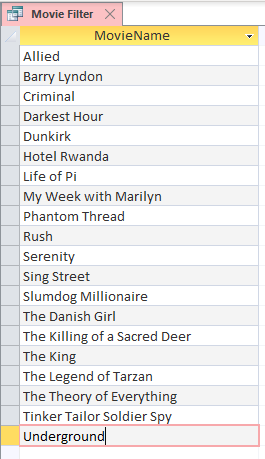 Movie Filter
MovieName
Allied
Barry Lyndon
Criminal
Darkest Hour
Dunkirk
Hotel Rwanda
Life of Pi
My Week with Marilyn
Phantom Thread
Rush
Serenity
Sing Street
Slumdog Millionaire
The Danish Girl
The Killing of a Sacred Deer
The King
The Legend of Tarzan
The Theory of Everything
Tinker Tailor Soldier Spy
Underground